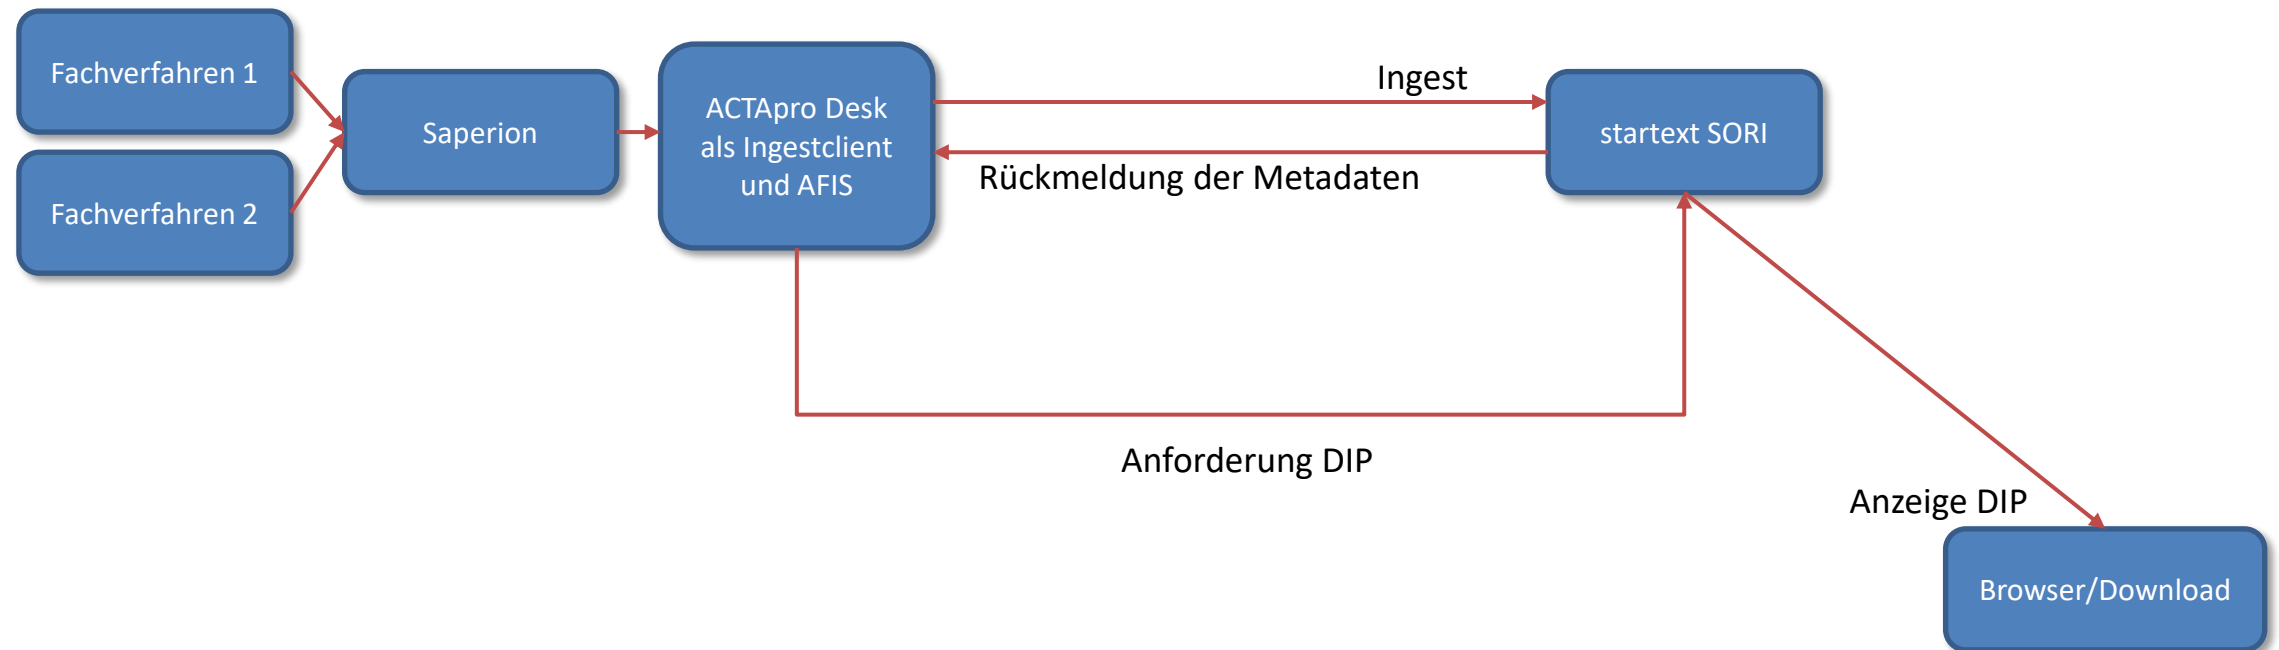 Fachverfahren 1
Fachverfahren 2
Saperion
ACTApro Desk
als Ingestclient
und AFIS
Ingest
Rückmeldung der Metadaten
startext SORI
Anforderung DIP
Anzeige DIP
Browser/Download